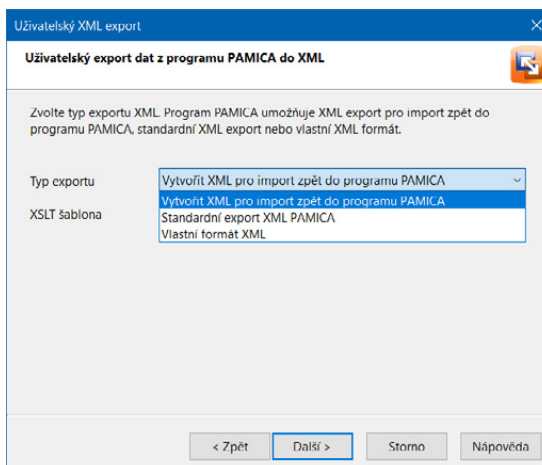 Uživatelský XML export
Uživatelský export dat z programu PAMICA do XML
Zvolte typ exportu XML. Program PAMICA umožňuje XML export pro import zpět do
programu PAMICA, standardní XML export nebo vlastní XML formát.
Typ exportu
Vytvořit XML pro import zpět do programu PAMICA
Vytvořit XML pro import zpět do programu PAMICA
XSLT šablona
Standardní export XML PAMICA
Vlastní formát XML
< Zpět
Další >
Storno
Nápověda